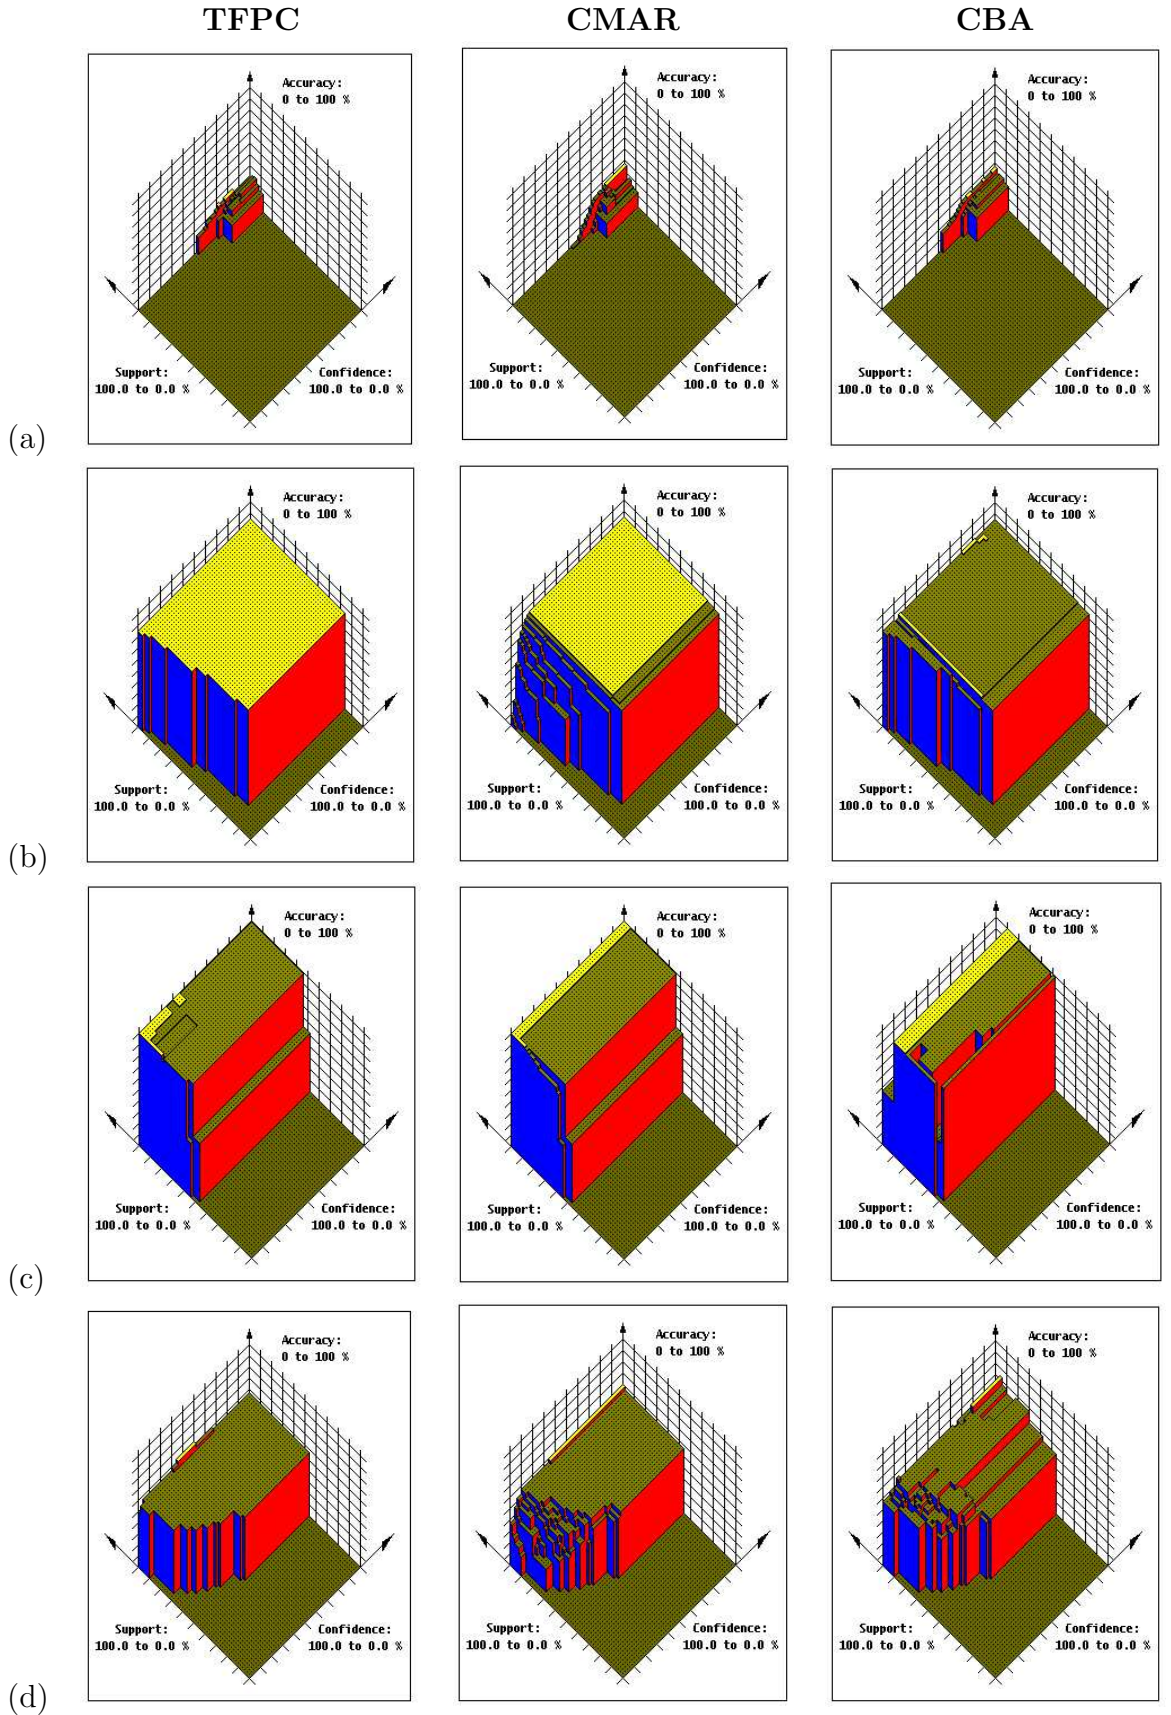 TFPC CMAR CBA
Accuracy:
0 to 100 %
Support:
100.0 to 0.0 %
Confidence:
100.0 to 0.0 %
Accuracy:
0 to 100 %
Support:
100.0 to 0.0 %
Confidence:
100.0 to 0.0 %
Accuracy:
0 to 100 %
Support:
100.0 to 0.0 %
Confidence:
100.0 to 0.0 %
(a)
Accuracy:
0 to 100 %
Support:
100.0 to 0.0 %
Confidence:
100.0 to 0.0 %
Accuracy:
0 to 100 %
Support:
100.0 to 0.0 %
Confidence:
100.0 to 0.0 %
Accuracy:
0 to 100 %
Support:
100.0 to 0.0 %
Confidence:
100.0 to 0.0 %
(b)
Accuracy:
0 to 100 %
Support:
100.0 to 0.0 %
Confidence:
100.0 to 0.0 %
Accuracy:
0 to 100 %
Support:
100.0 to 0.0 %
Confidence:
100.0 to 0.0 %
Accuracy:
0 to 100 %
Support:
100.0 to 0.0 %
Confidence:
100.0 to 0.0 %
(c)
Accuracy:
0 to 100 %
Support:
100.0 to 0.0 %
Confidence:
100.0 to 0.0 %
Accuracy:
0 to 100 %
Support:
100.0 to 0.0 %
Confidence:
100.0 to 0.0 %
Accuracy:
0 to 100 %
Support:
100.0 to 0.0 %
Confidence:
100.0 to 0.0 %
(d)